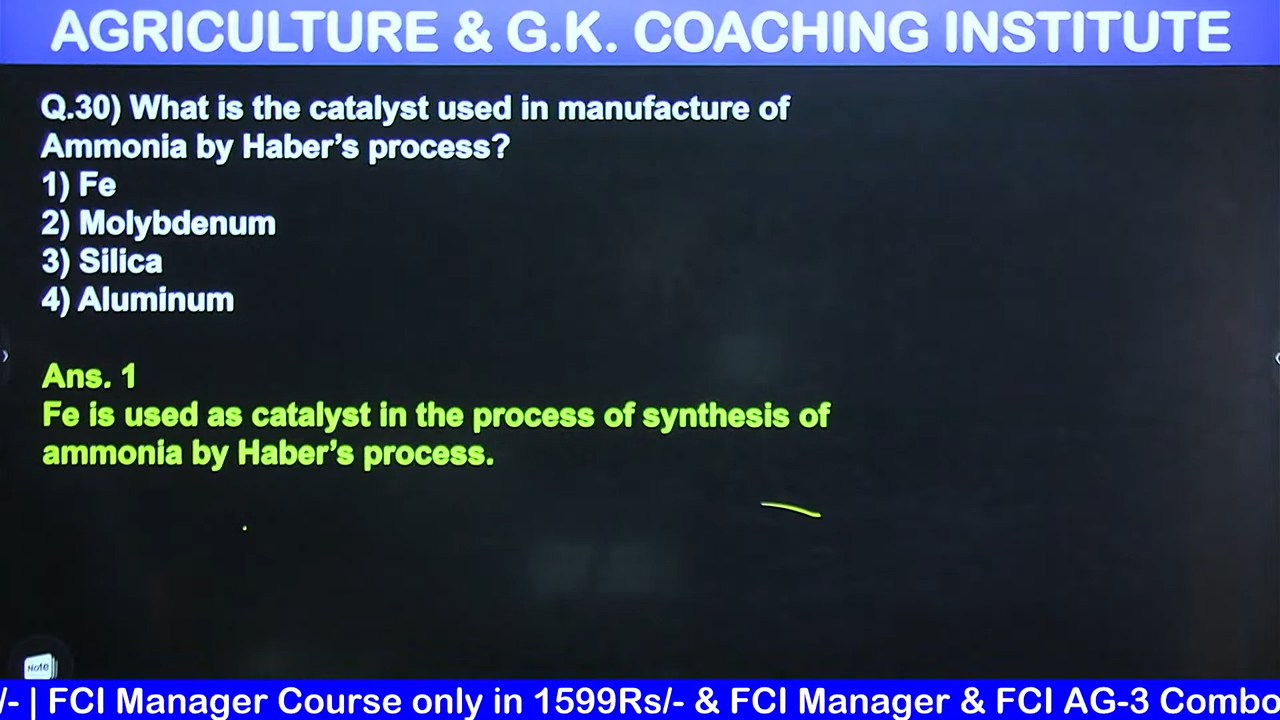 AGRICULTURE & G.K. COACHING INSTITUTE
Q.30) What is the catalyst used in manufacture of
Ammonia by Haber's process?
1) Fe
2) Molybdenum
3) Silica
4) Aluminum
Ans. 1
Fe is used as catalyst in the process of synthesis of
ammonia by Haber's process.
Note
/- | FCI Manager Course only in 1599Rs/- & FCI Manager & FCI AG-3 Combo